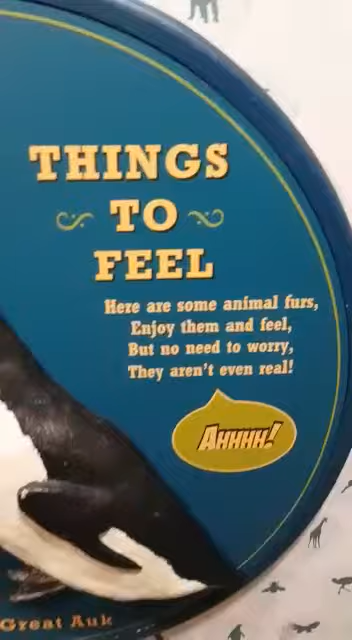 THINGS
TO
FEEL
Here are some animal furs,
Enjoy them and feel,
But no need to worry,
They aren't even real!
AHHHH!
Great Auk